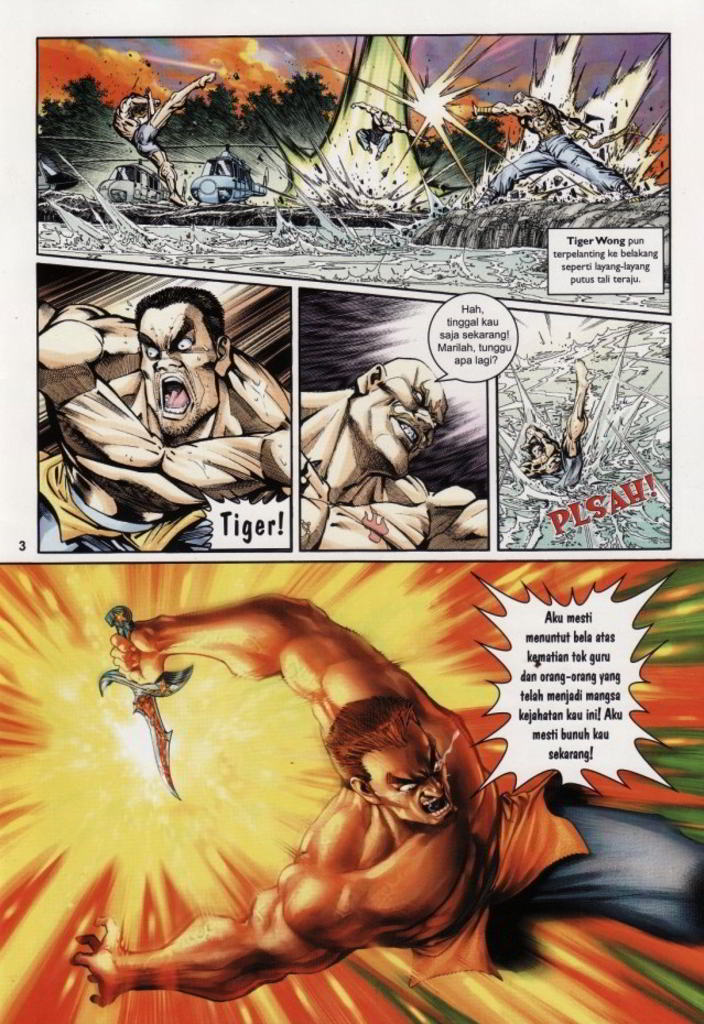 Tiger Wong pun
terpelanting ke belakang
seperti layang-layang
putus tali teraju.
Tiger!
Hah,
tinggal kau
saja sekarang!
Marilah, tunggu
apa lagi?
PLSAH!
3
Aku mesti
menuntut bela atas
kematian tok guru
dan orang-orang yang
telah menjadi mangsa
kejahatan kau ini! Aku
mesti bunuh kau
sekarang!